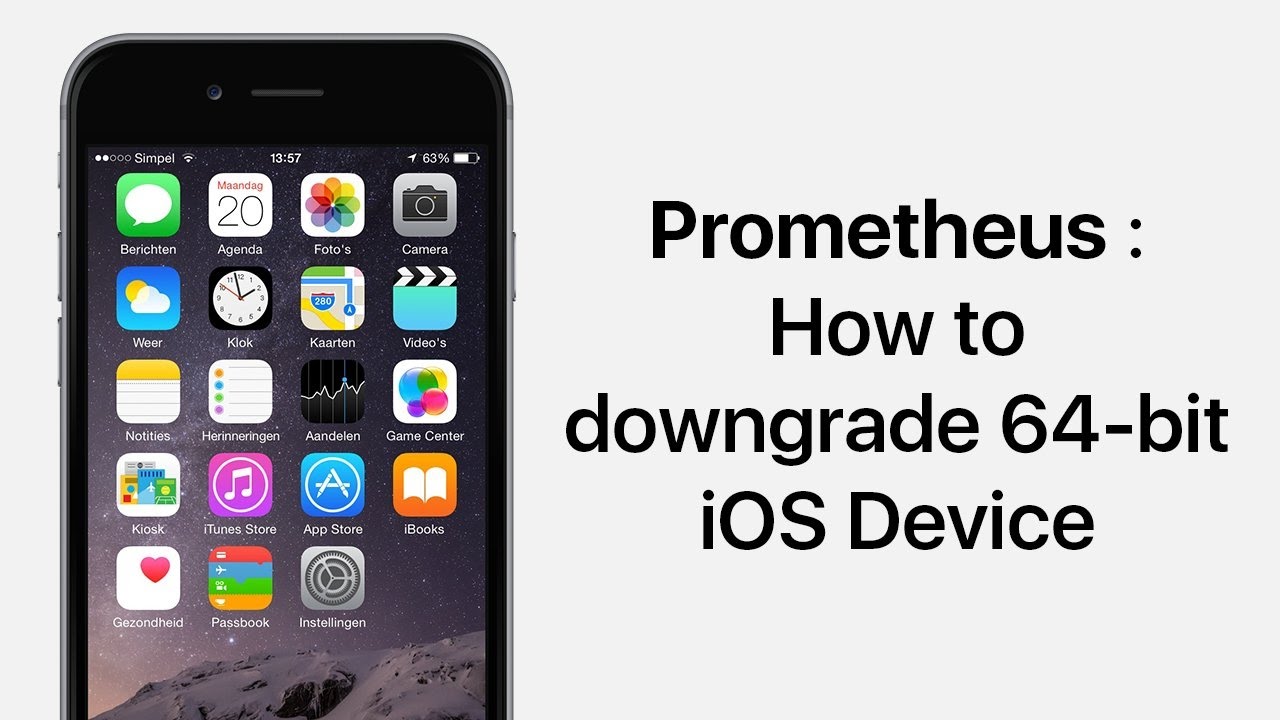 Simpel 13:57 63%
Maandag
20
Berichten Agenda Foto's Camera
12
280
Weer Klok Kaarten Video's
Notities Herinneringen Aandelen Game Center
Kiosk iTunes Store App Store iBooks
Gezondheid Passbook Instellingen
Prometheus :
How to
downgrade 64-bit
iOS Device